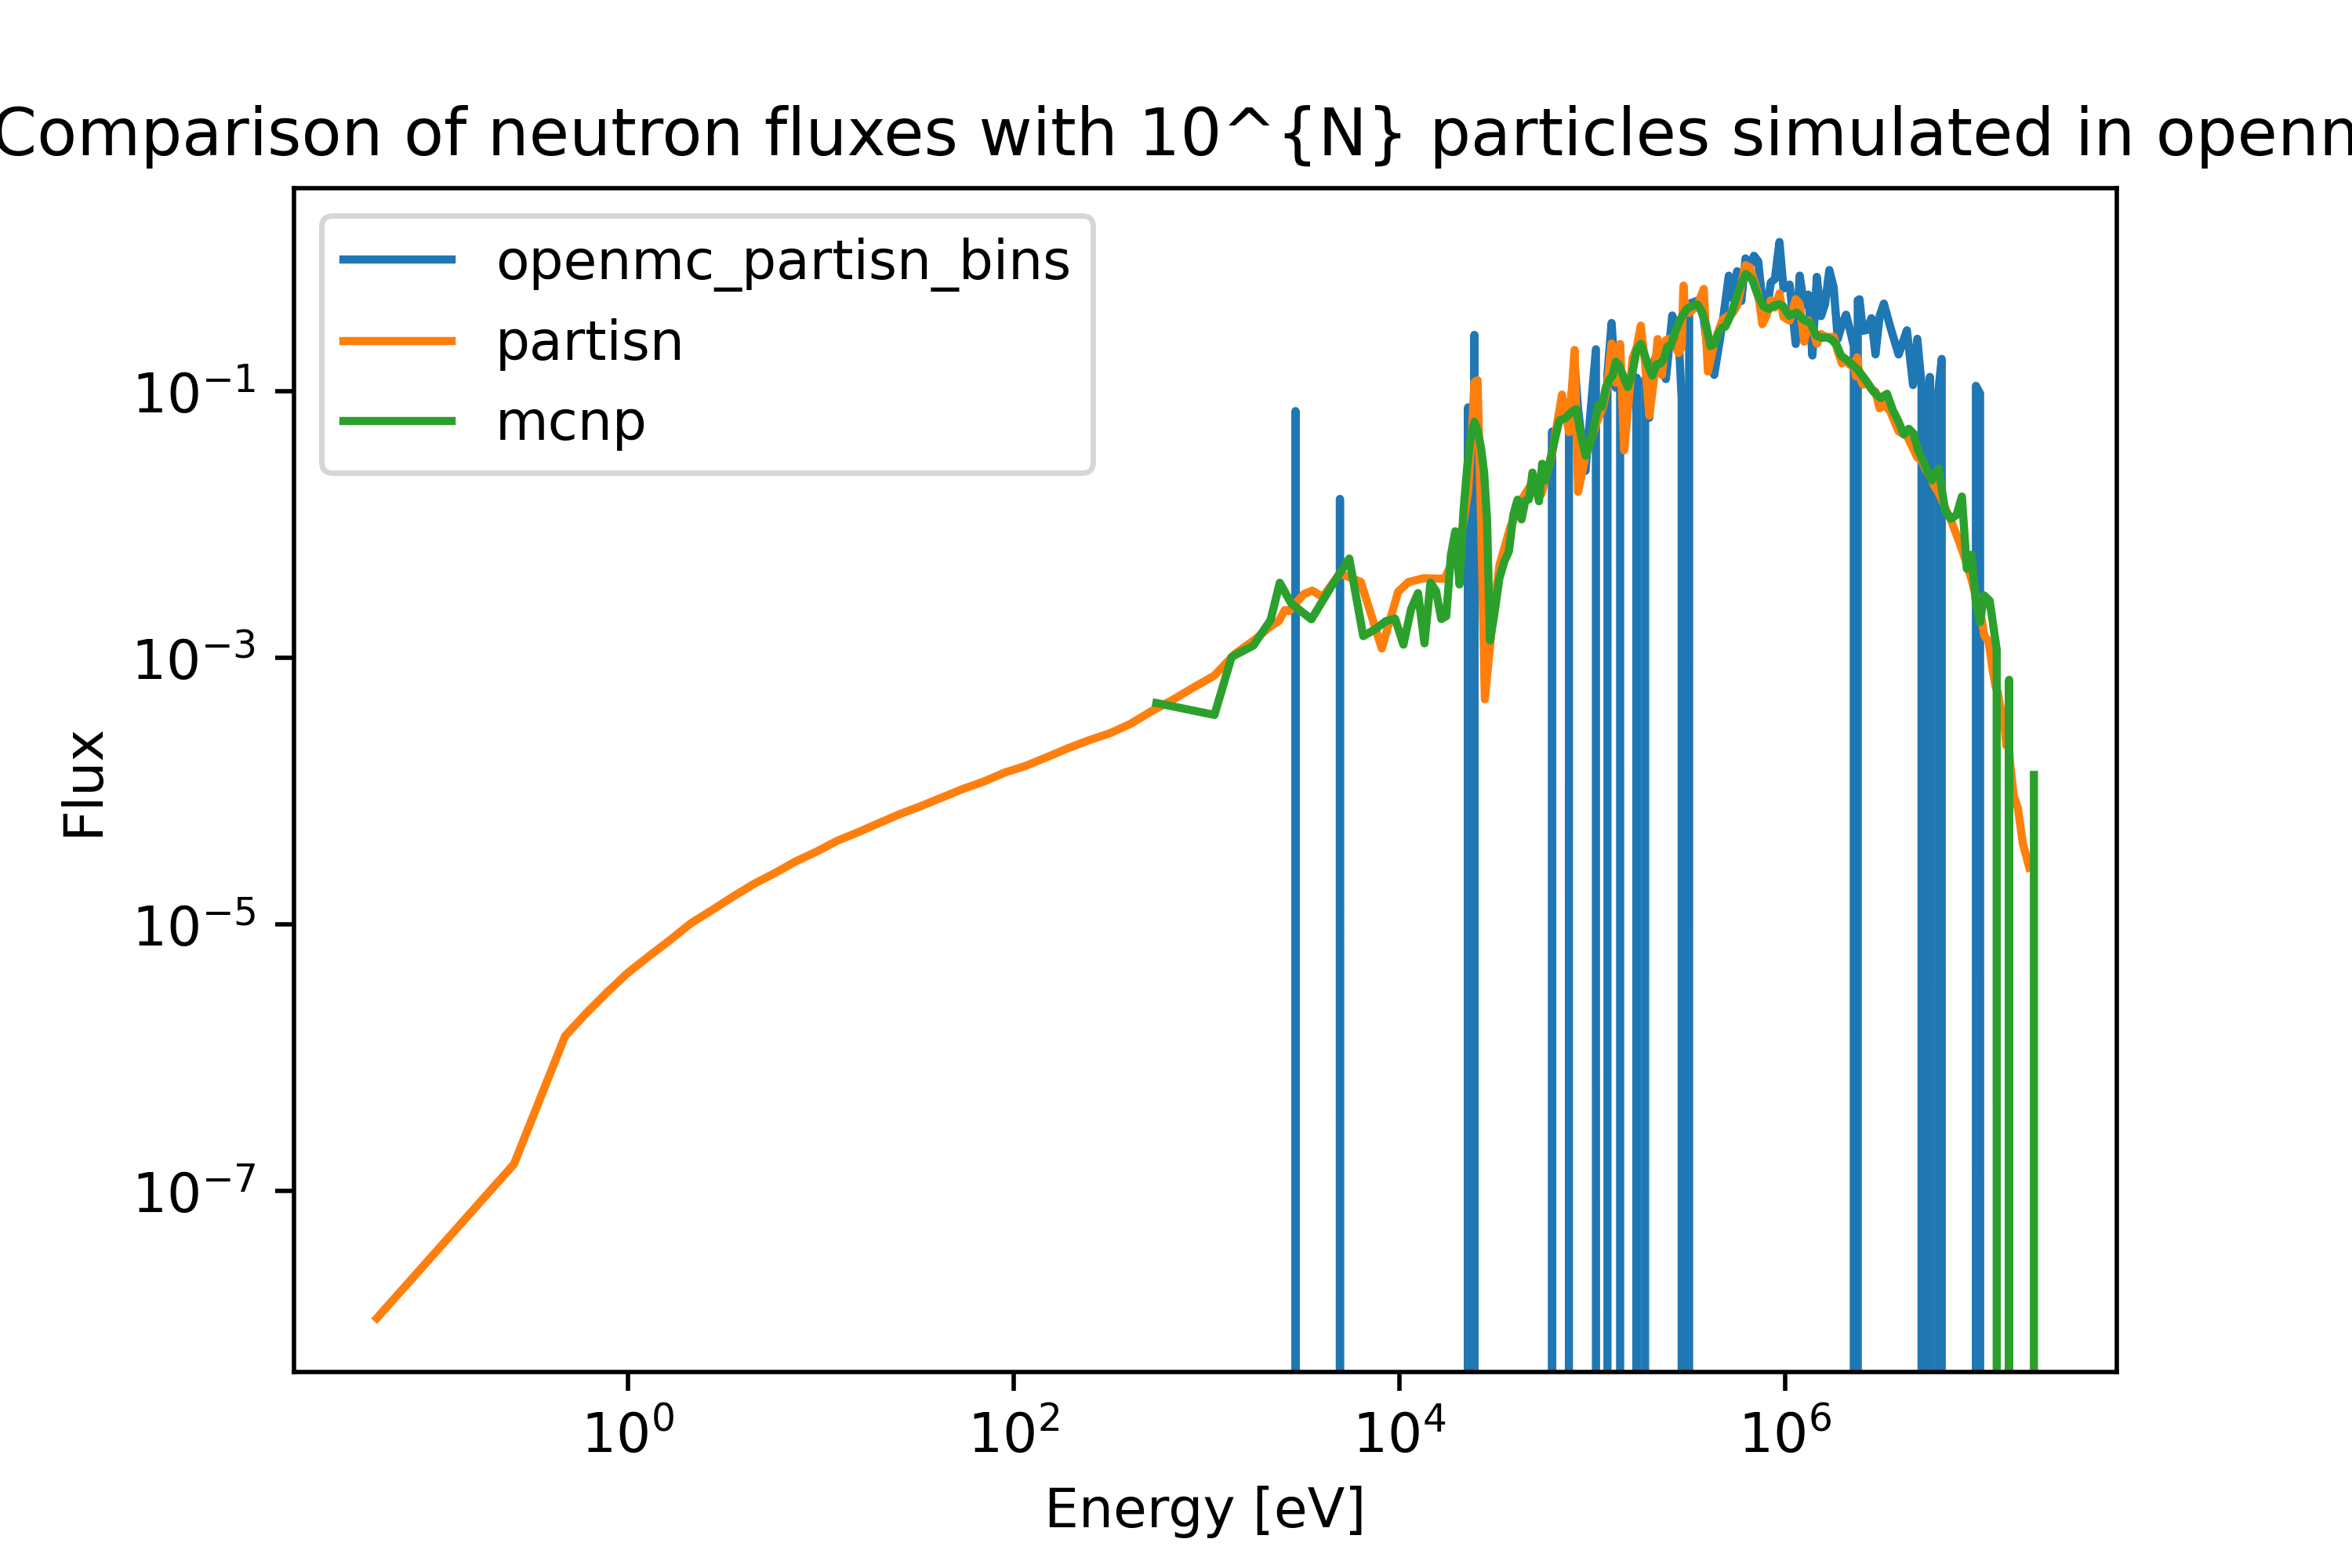 Comparison of neutron fluxes with 10^{N} particles simulated in
openmc_partisn_bins
partisn
mcnp
10⁻¹
10⁻³
10⁻⁵
10⁻⁷
Flux
10⁰ 10² 10⁴ 10⁶
Energy [eV]